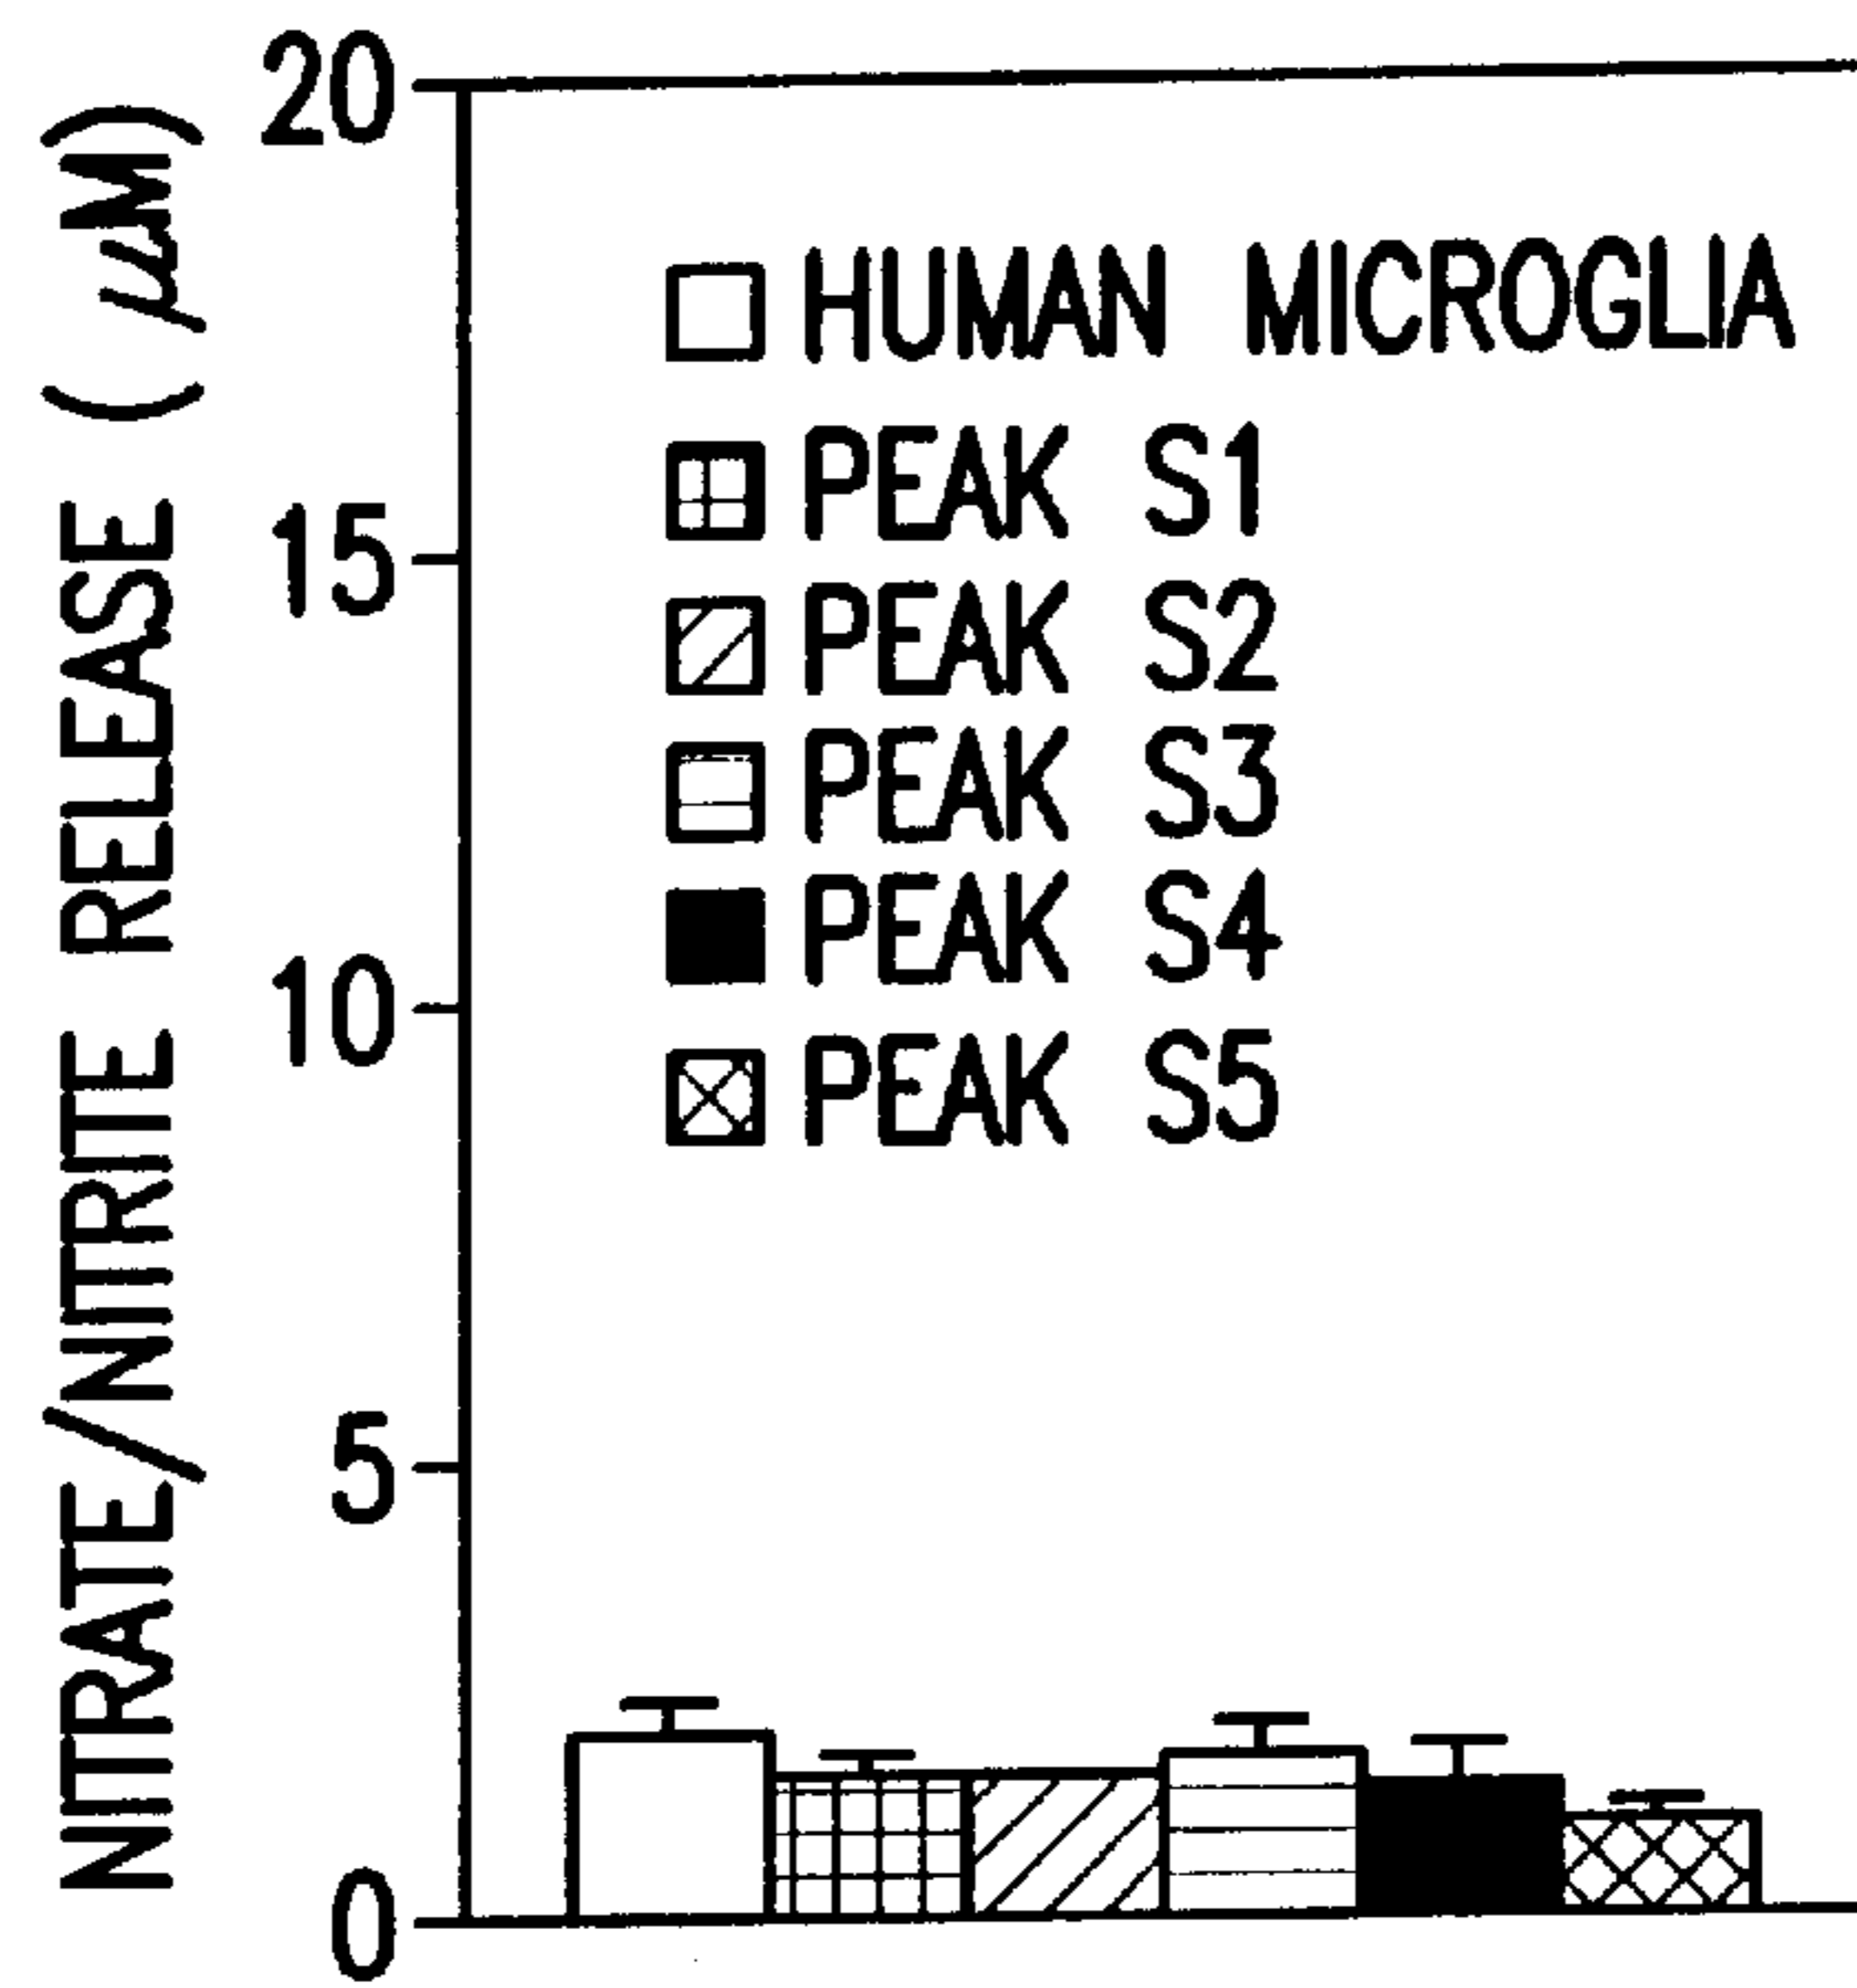 NITRATE/NITRITE RELEASE (μM)
20
15
10
5
0
HUMAN MICROGLIA
PEAK S1
PEAK S2
PEAK S3
PEAK S4
PEAK S5